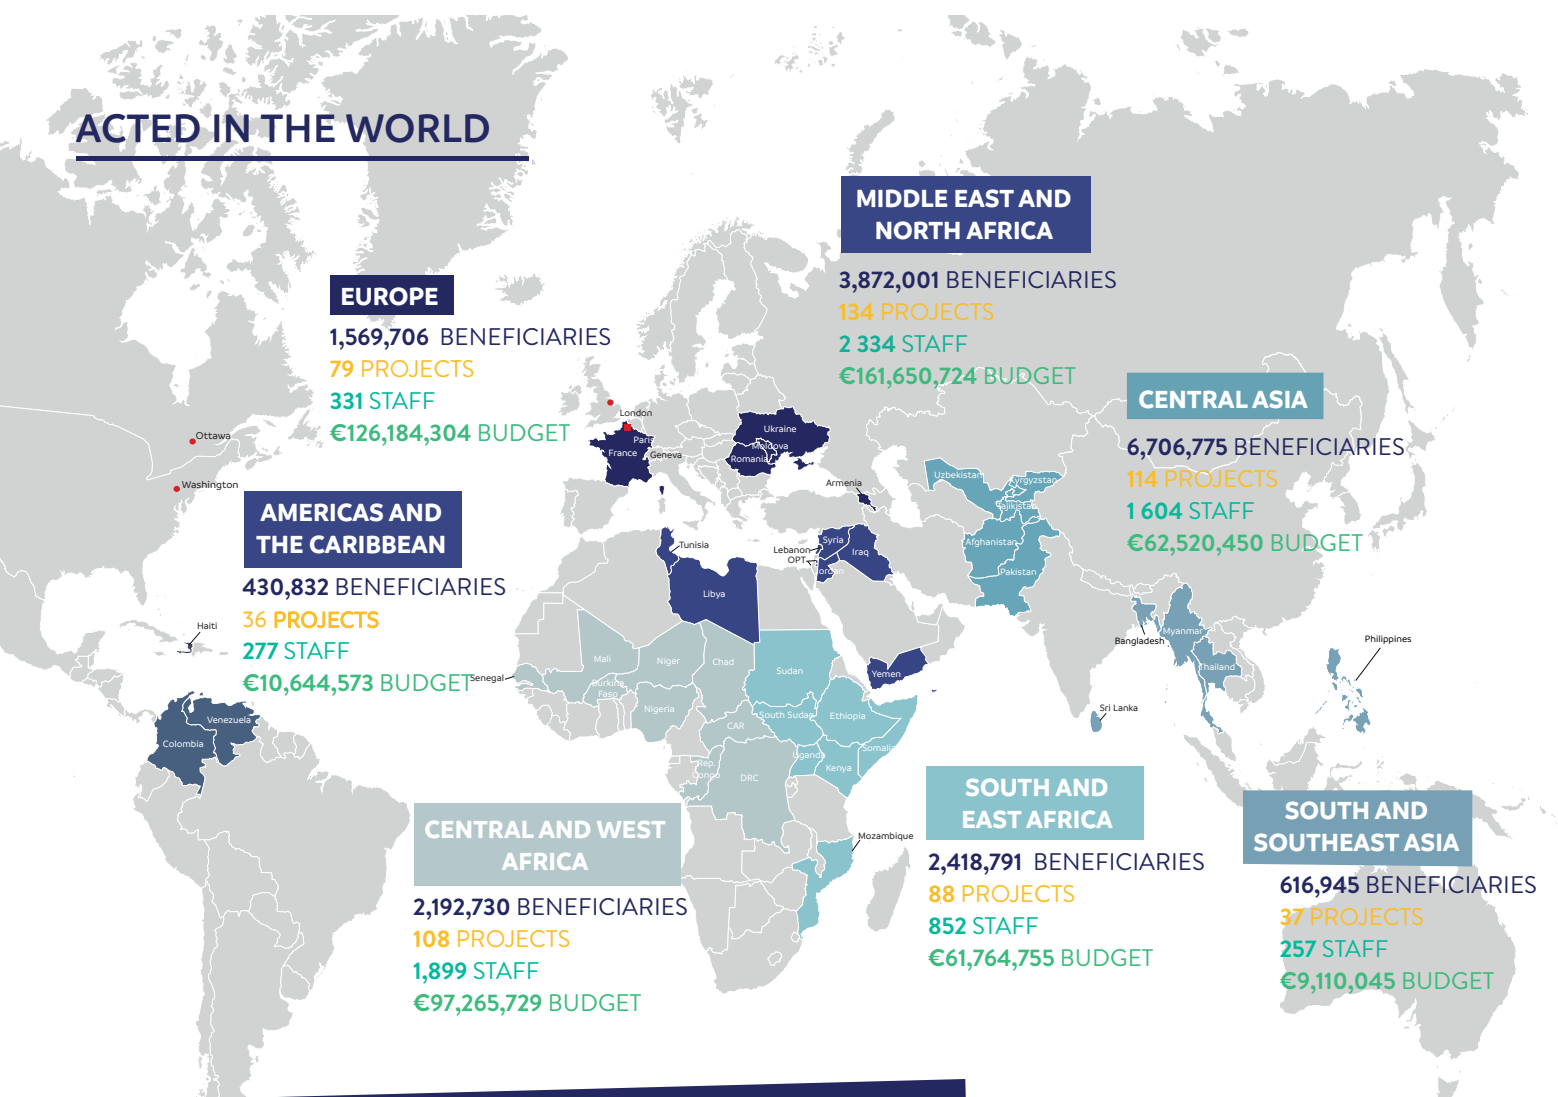 ACTED IN THE WORLD
MIDDLE EAST AND
NORTH AFRICA
3,872,001 BENEFICIARIES
134 PROJECTS
2 334 STAFF
€161,650,724 BUDGET
EUROPE
1,569,706 BENEFICIARIES
79 PROJECTS
331 STAFF
€126,184,304 BUDGET
CENTRAL ASIA
6,706,775 BENEFICIARIES
114 PROJECTS
1 604 STAFF
€62,520,450 BUDGET
AMERICAS AND
THE CARIBBEAN
430,832 BENEFICIARIES
36 PROJECTS
277 STAFF
€10,644,573 BUDGET
CENTRAL AND WEST
AFRICA
2,192,730 BENEFICIARIES
108 PROJECTS
1,899 STAFF
€97,265,729 BUDGET
SOUTH AND
EAST AFRICA
2,418,791 BENEFICIARIES
88 PROJECTS
852 STAFF
€61,764,755 BUDGET
SOUTH AND
SOUTHEAST ASIA
616,945 BENEFICIARIES
37 PROJECTS
257 STAFF
€9,110,045 BUDGET
Ottawa
Washington
Haiti
Venezuela
Colombia
London
Paris
France
Geneva
Ukraine
Moldova
Romania
Armenia
Tunisia
Libya
Lebanon
OPT
Syria
Iraq
Jordan
Yemen
Uzbekistan
Kyrgyzstan
Tajikistan
Afghanistan
Pakistan
Senegal
Mali
Burkina
Faso
Niger
Nigeria
Chad
CAR
Rep.
Congo
DRC
Sudan
South Sudan
Ethiopia
Somalia
Uganda
Kenya
Mozambique
Bangladesh
Myanmar
Thailand
Sri Lanka
Philippines